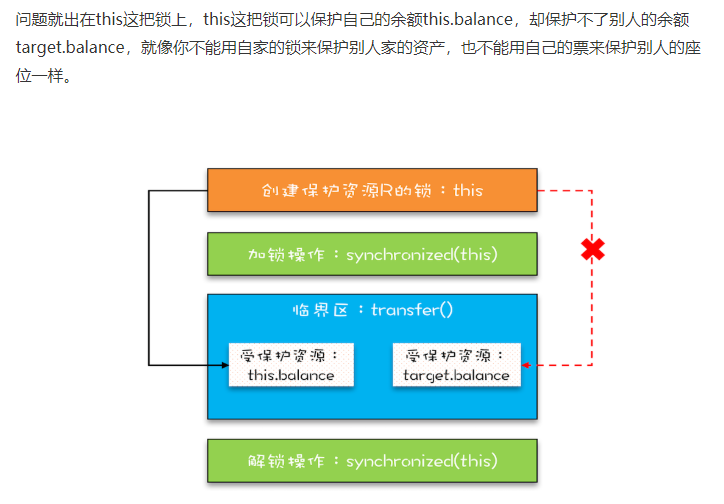 问题就出在this这把锁上，this这把锁可以保护自己的余额this.balance，却保护不了别人的余额
target.balance，就像你不能用自家的锁来保护别人家的资产，也不能用自己的票来保护别人的座
位一样。
创建保护资源R的锁：this
加锁操作：synchronized(this)
临界区：transfer()
受保护资源：
this.balance
受保护资源：
target.balance
解锁操作：synchronized(this)